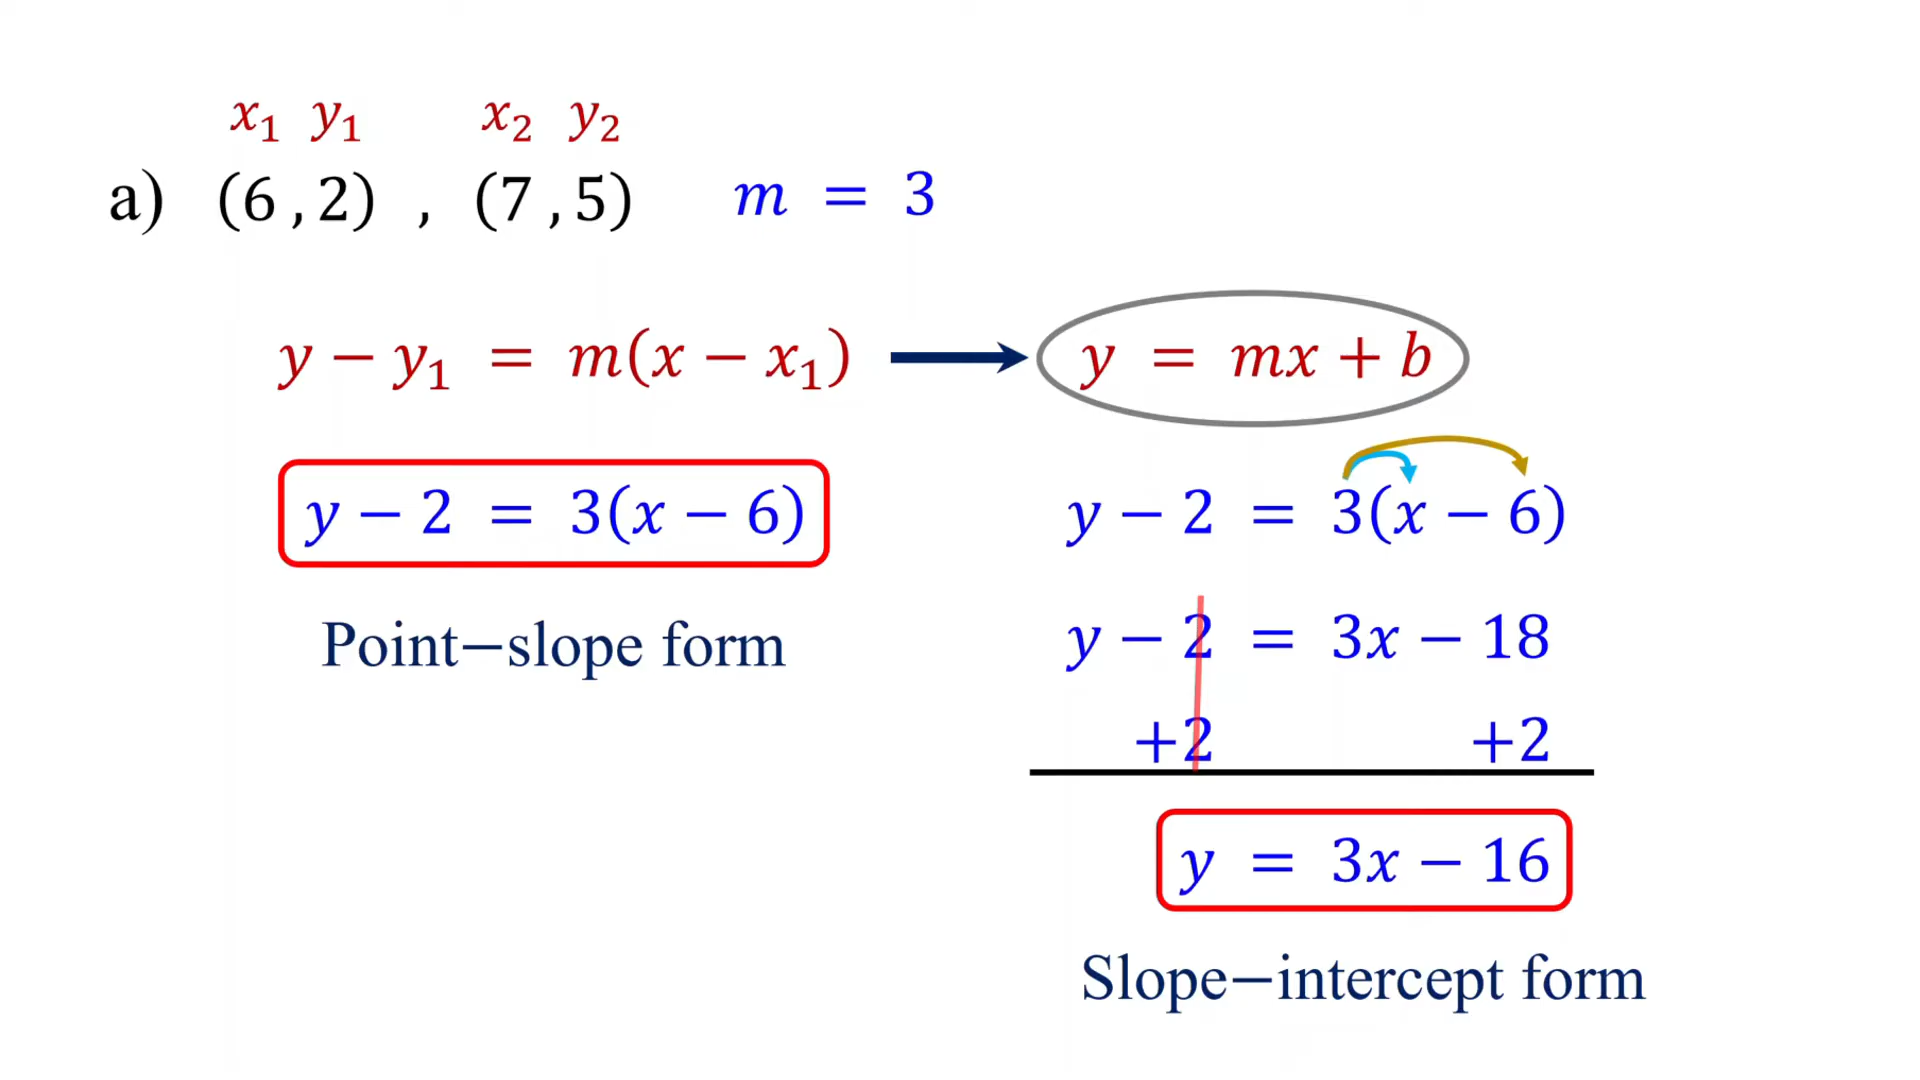 x₁ y₁ x₂ y₂
a) (6 , 2) , (7 , 5) m = 3
y − y₁ = m(x − x₁) y = mx + b
y − 2 = 3(x − 6) y − 2 = 3(x − 6)
Point−slope form y − 2 = 3x − 18
+2 +2
y = 3x − 16
Slope−intercept form